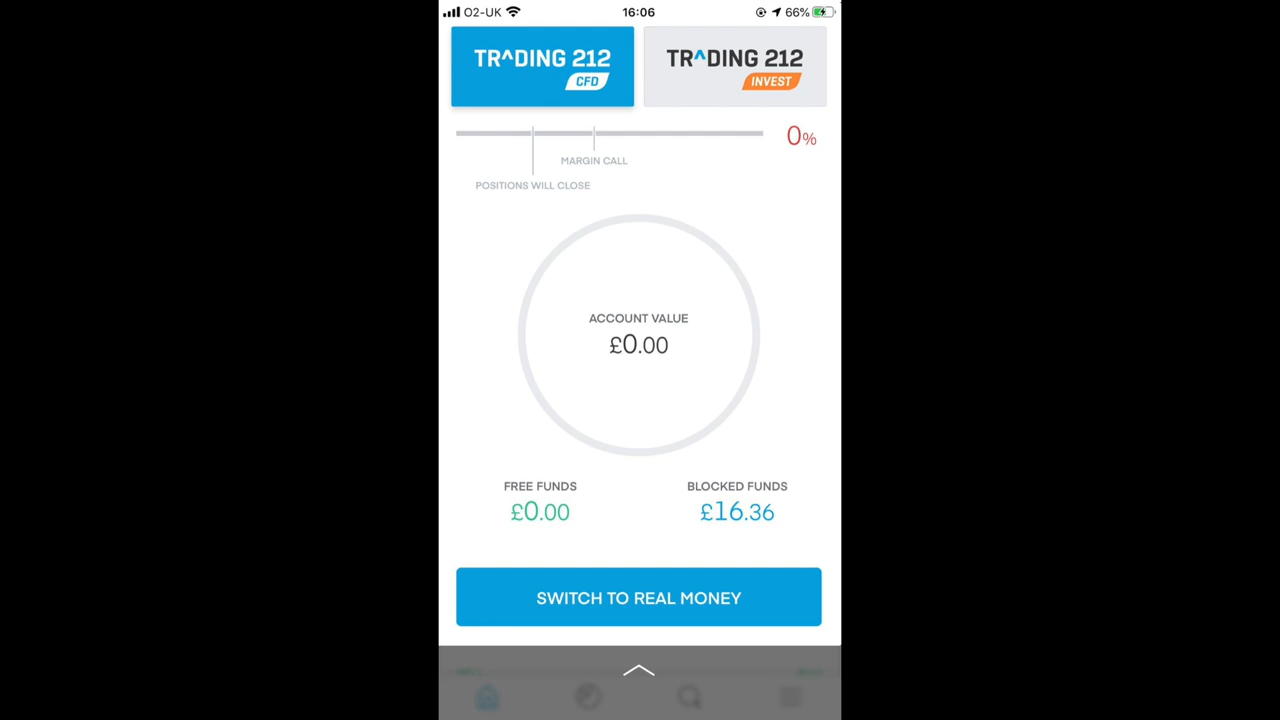 O2-UK 16:06 66%
TR^DING 212 TR^DING 212
CFD INVEST
0%
MARGIN CALL
POSITIONS WILL CLOSE
ACCOUNT VALUE
£0.00
FREE FUNDS BLOCKED FUNDS
£0.00 £16.36
SWITCH TO REAL MONEY